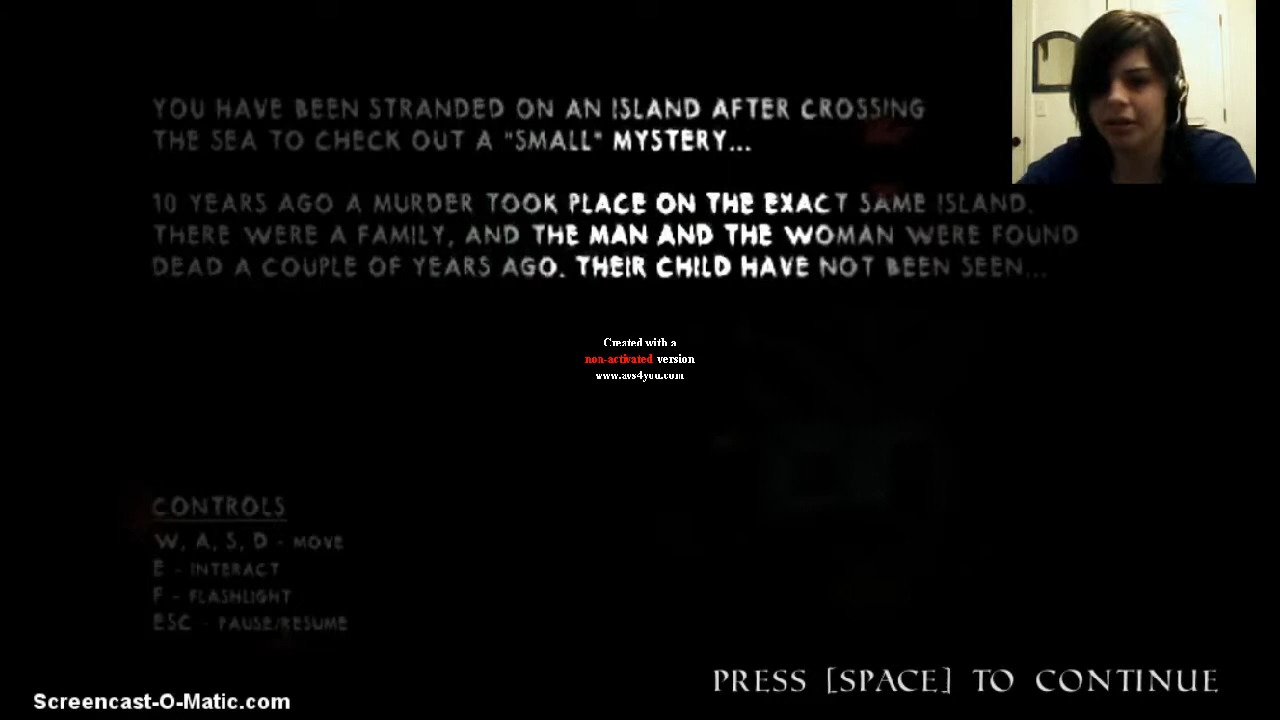 YOU HAVE BEEN STRANDED ON AN ISLAND AFTER CROSSING
THE SEA TO CHECK OUT A "SMALL" MYSTERY...
10 YEARS AGO A MURDER TOOK PLACE ON THE EXACT SAME ISLAND.
THERE WERE A FAMILY, AND THE MAN AND THE WOMAN WERE FOUND
DEAD A COUPLE OF YEARS AGO. THEIR CHILD HAVE NOT BEEN SEEN...
Created with a
non-activated version
www.avs4you.com
CONTROLS
W, A, S, D - MOVE
E - INTERACT
F - FLASHLIGHT
ESC - PAUSE/RESUME
PRESS [SPACE] TO CONTINUE
Screencast-O-Matic.com